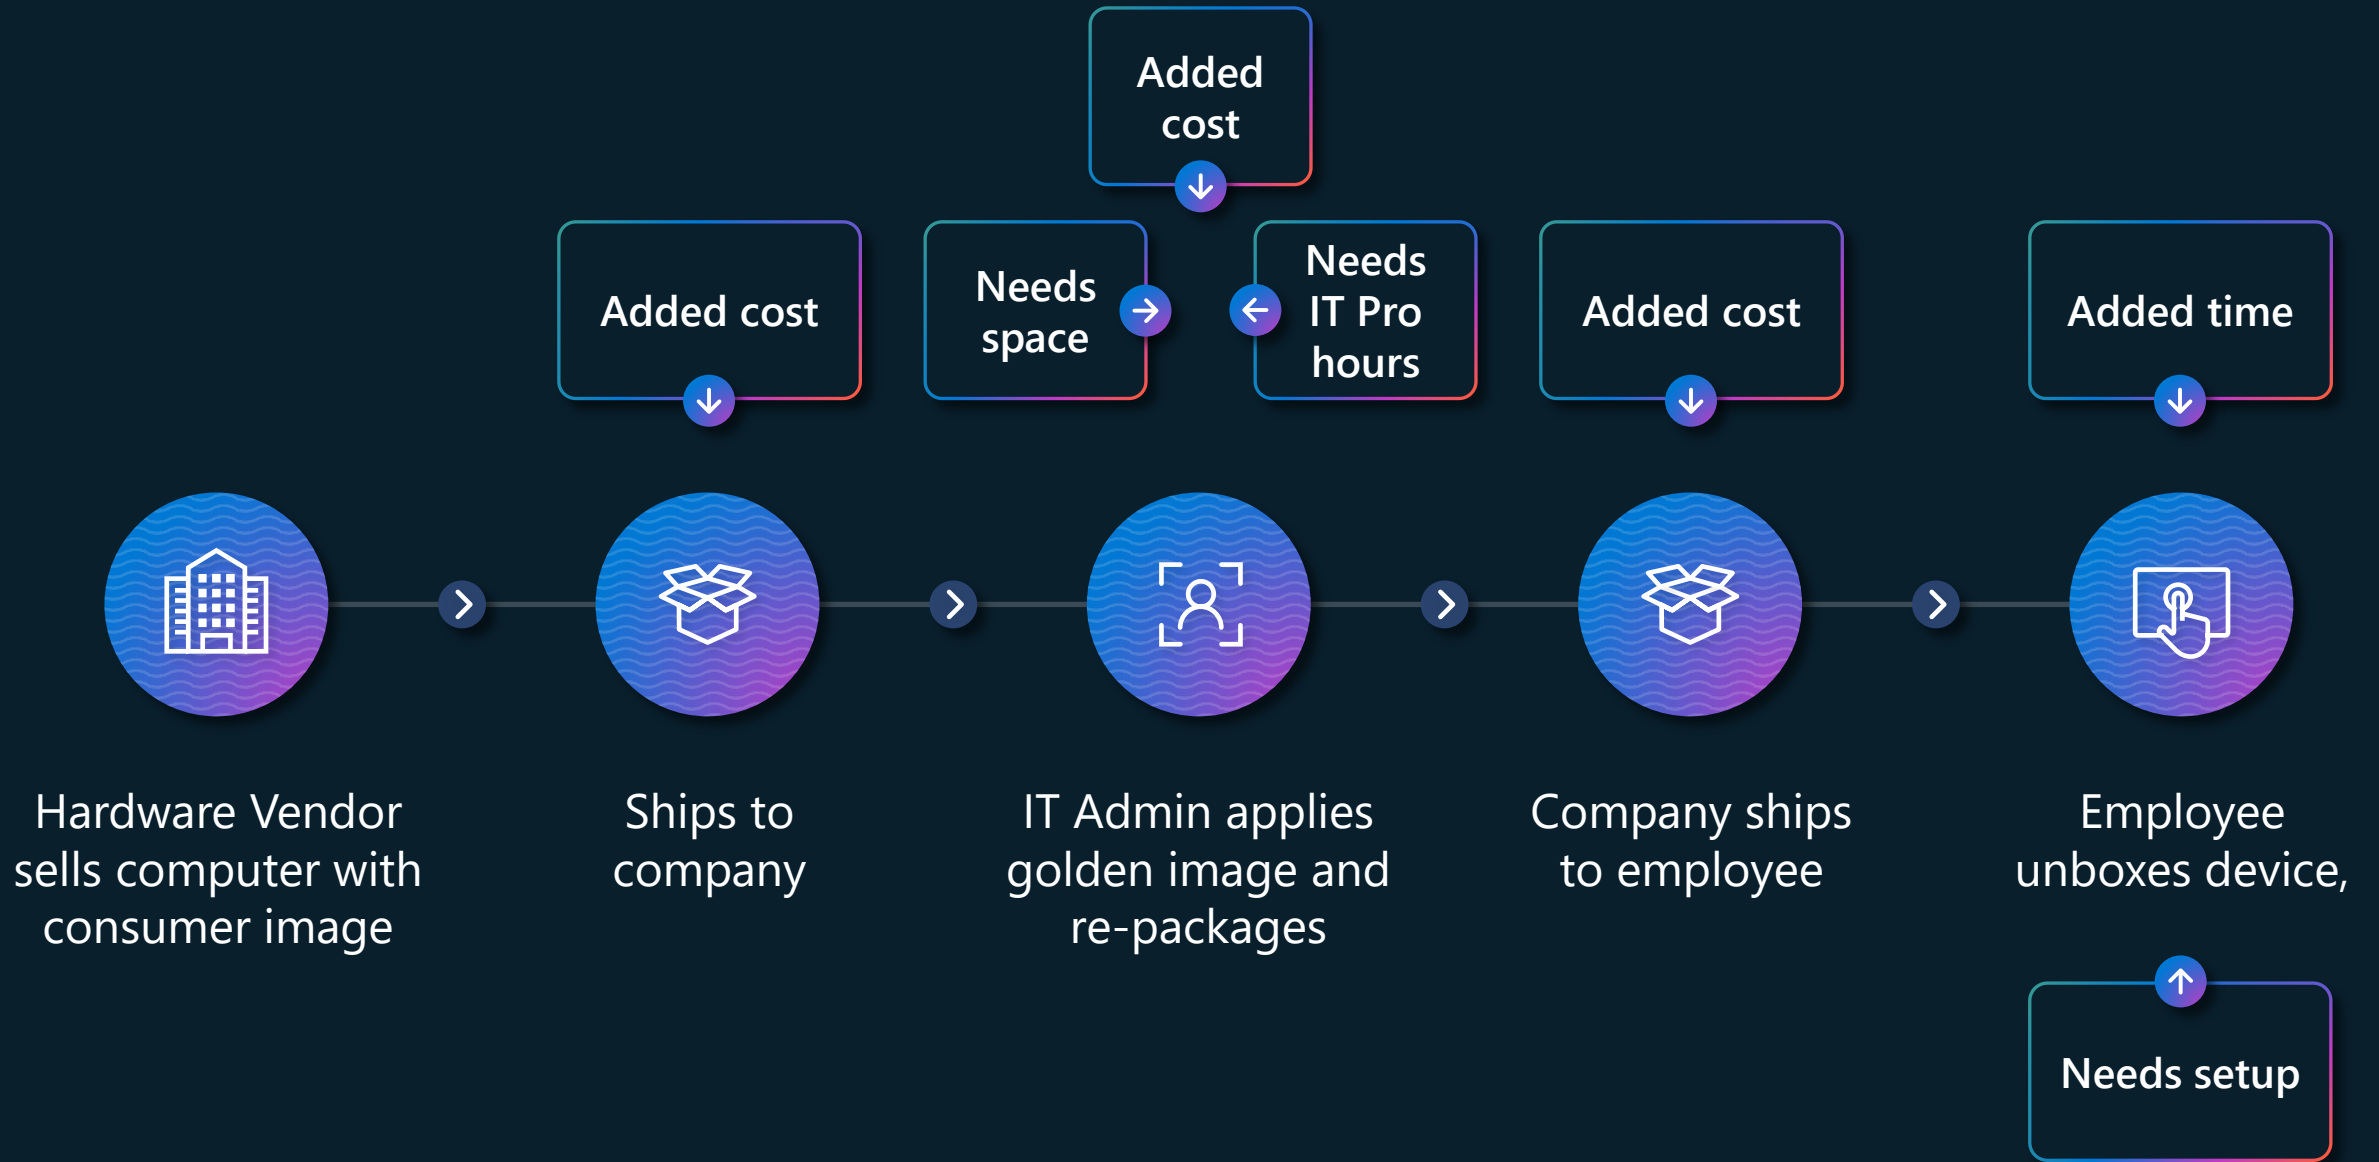 Added
cost
Added cost
Needs
space
Needs
IT Pro
hours
Added cost
Added time
Hardware Vendor
sells computer with
consumer image
Ships to
company
IT Admin applies
golden image and
re-packages
Company ships
to employee
Employee
unboxes device,
Needs setup